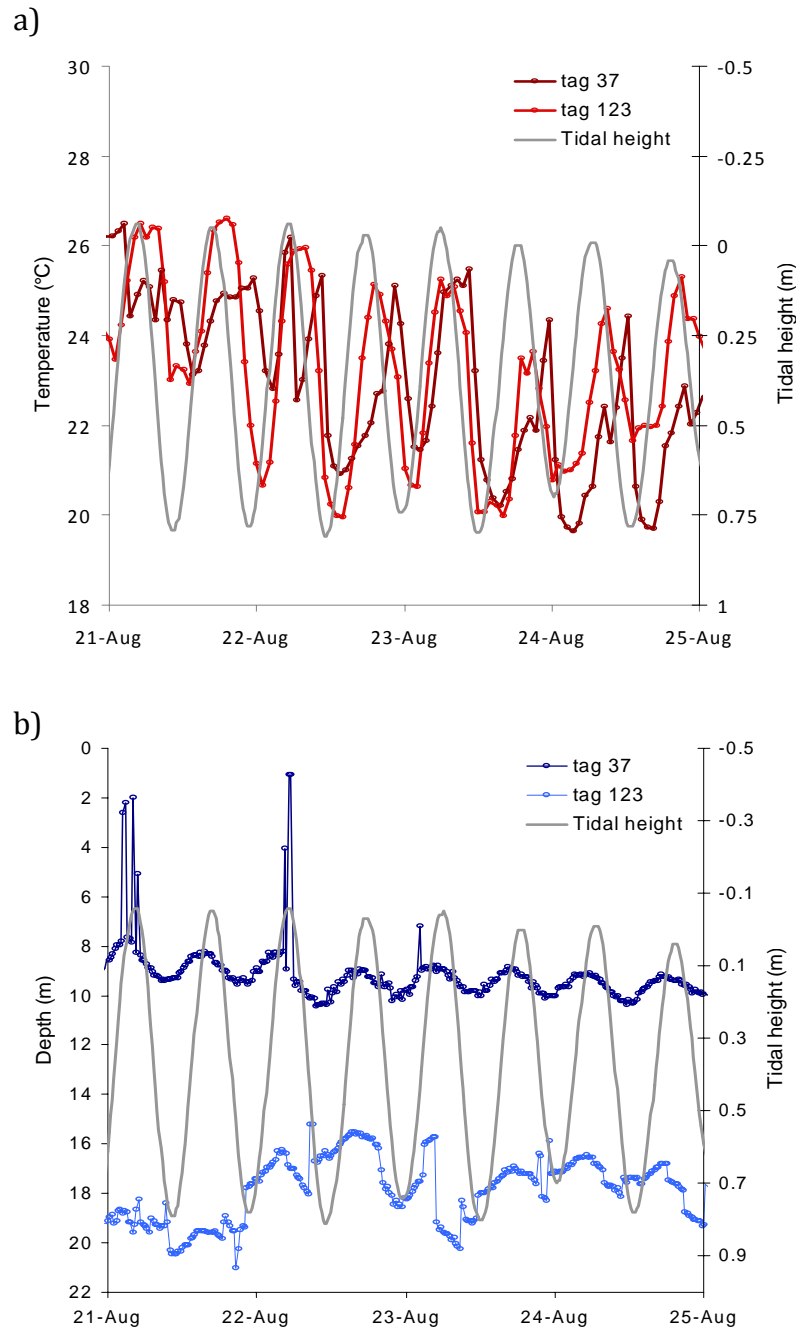 a)
30
28
26
24
22
20
18
Temperature (°C)
tag 37
tag 123
Tidal height
-0.5
-0.25
0
0.25
0.5
0.75
1
Tidal height (m)
21-Aug
22-Aug
23-Aug
24-Aug
25-Aug
b)
0
2
4
6
8
10
12
14
16
18
20
22
Depth (m)
tag 37
tag 123
Tidal height
-0.5
-0.3
-0.1
0.1
0.3
0.5
0.7
0.9
Tidal height (m)
21-Aug
22-Aug
23-Aug
24-Aug
25-Aug